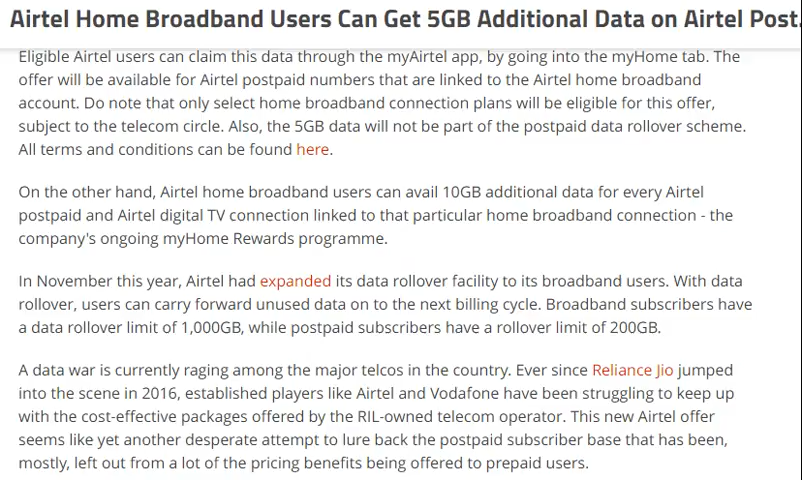 Airtel Home Broadband Users Can Get 5GB Additional Data on Airtel Post.
Eligible Airtel users can claim this data through the myAirtel app, by going into the myHome tab. The
offer will be available for Airtel postpaid numbers that are linked to the Airtel home broadband
account. Do note that only select home broadband connection plans will be eligible for this offer,
subject to the telecom circle. Also, the 5GB data will not be part of the postpaid data rollover scheme.
All terms and conditions can be found here.
On the other hand, Airtel home broadband users can avail 10GB additional data for every Airtel
postpaid and Airtel digital TV connection linked to that particular home broadband connection - the
company's ongoing myHome Rewards programme.
In November this year, Airtel had expanded its data rollover facility to its broadband users. With data
rollover, users can carry forward unused data on to the next billing cycle. Broadband subscribers have
a data rollover limit of 1,000GB, while postpaid subscribers have a rollover limit of 200GB.
A data war is currently raging among the major telcos in the country. Ever since Reliance Jio jumped
into the scene in 2016, established players like Airtel and Vodafone have been struggling to keep up
with the cost-effective packages offered by the RIL-owned telecom operator. This new Airtel offer
seems like yet another desperate attempt to lure back the postpaid subscriber base that has been,
mostly, left out from a lot of the pricing benefits being offered to prepaid users.